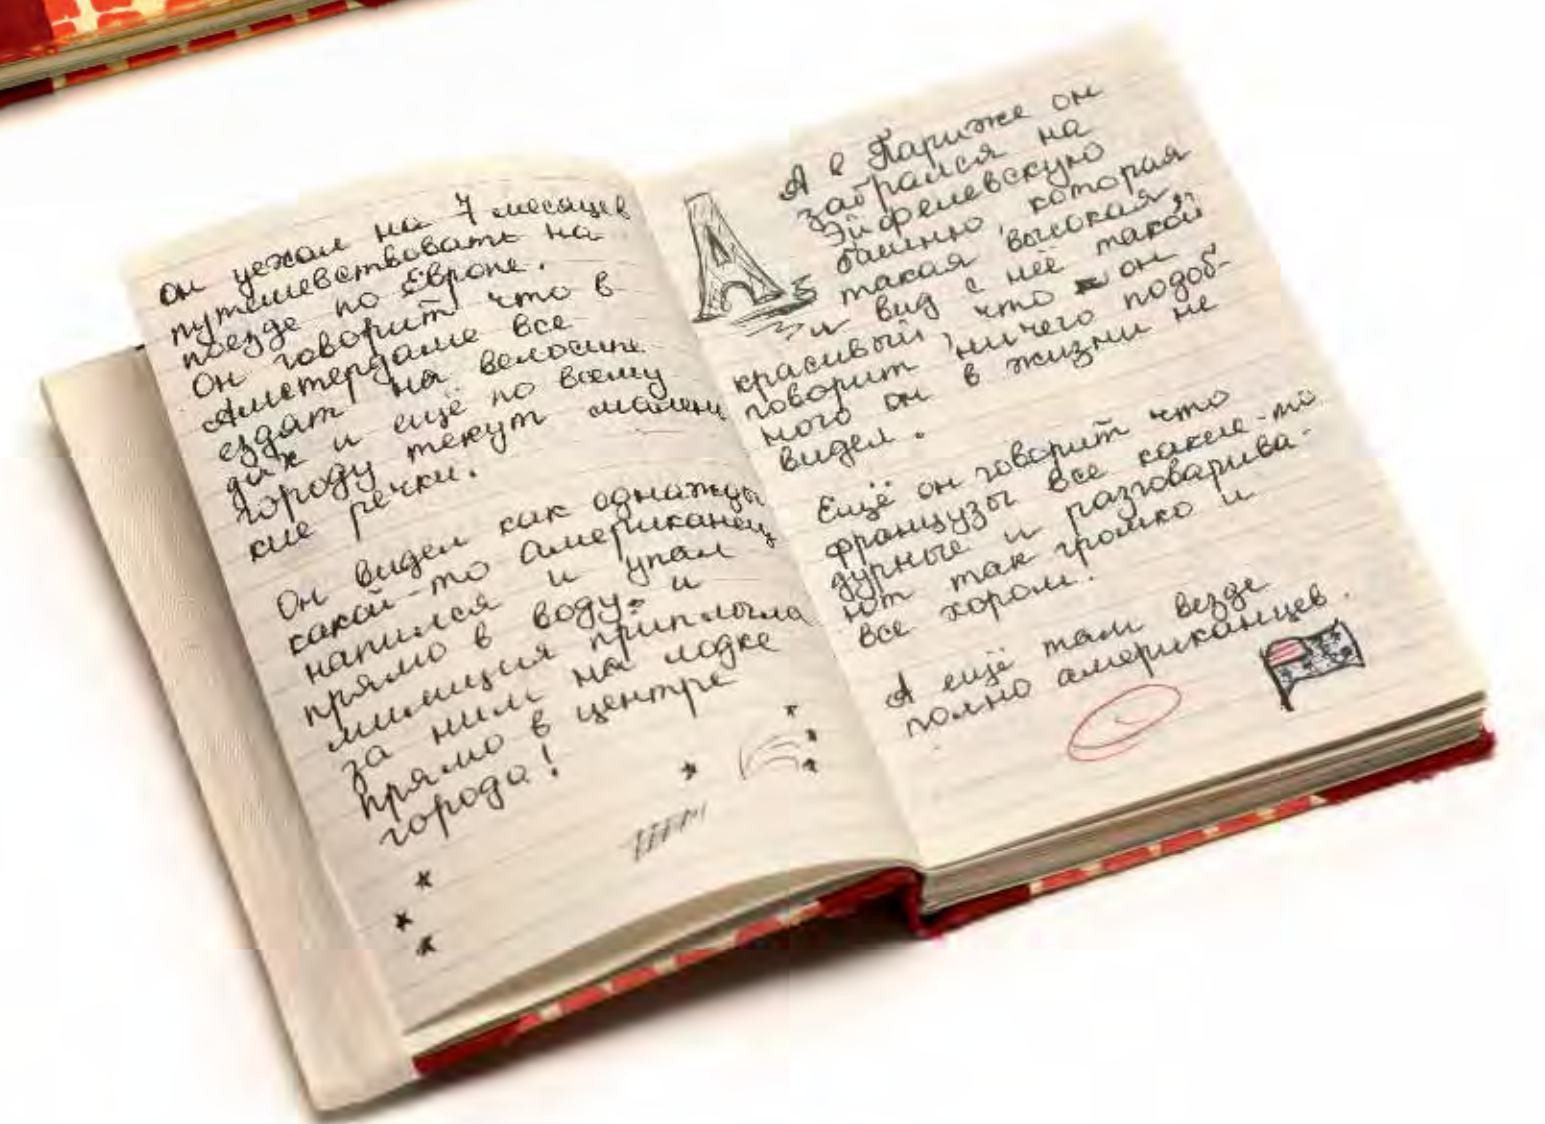 он уехал на 7 месяцев
путешествовать на
поезде по Европе.
Он говорит что в
Амстердаме все
ездят на велосипе
дах и ещё по всему
городу текут малень
кие речки.
Он видел как однажды
какой-то американец
напился и упал
прямо в воду и
милиция приплыла
за ним на лодке
прямо в центре
города!
А в Париже он
забрался на
Эйфелевскую
башню, которая
такая высокая,
и вид с неё такой
красивый, что он
говорит, ничего подоб-
ного он в жизни не
видел.
Ещё он говорит что
французы все какие-то
дурные и разговарива-
ют так громко и
все хором.
А ещё там везде
полно американцев.